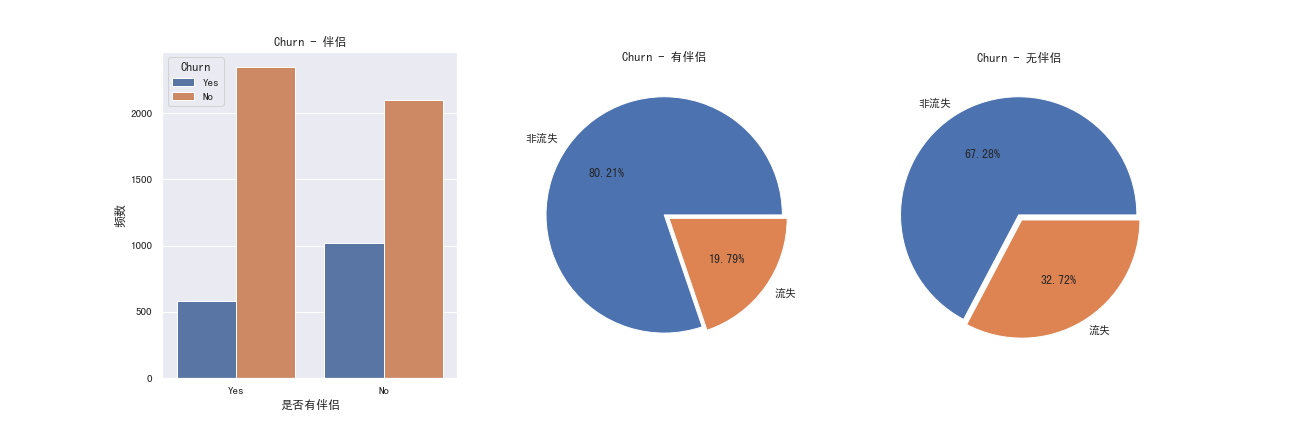 Churn - 伴侣
Churn
Yes
No
2000
1500
1000
500
0
频数
Yes
No
是否有伴侣
Churn - 有伴侣
非流失
80.21%
19.79%
流失
Churn - 无伴侣
非流失
67.28%
32.72%
流失